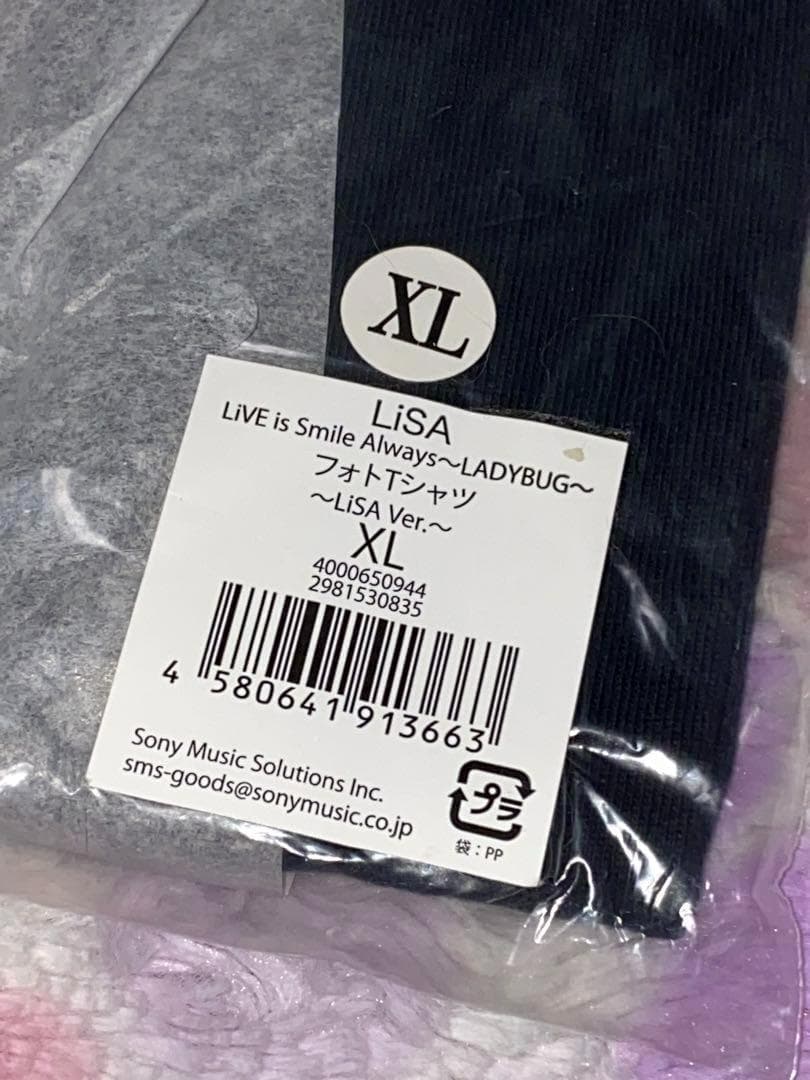 XL
LiSA
LiVE is Smile Always〜LADYBUG〜
フォトTシャツ
〜LiSA Ver.〜
XL
4000650944
2981530835
4 580641 913663
Sony Music Solutions Inc.
sms-goods@sonymusic.co.jp
プラ
袋：PP